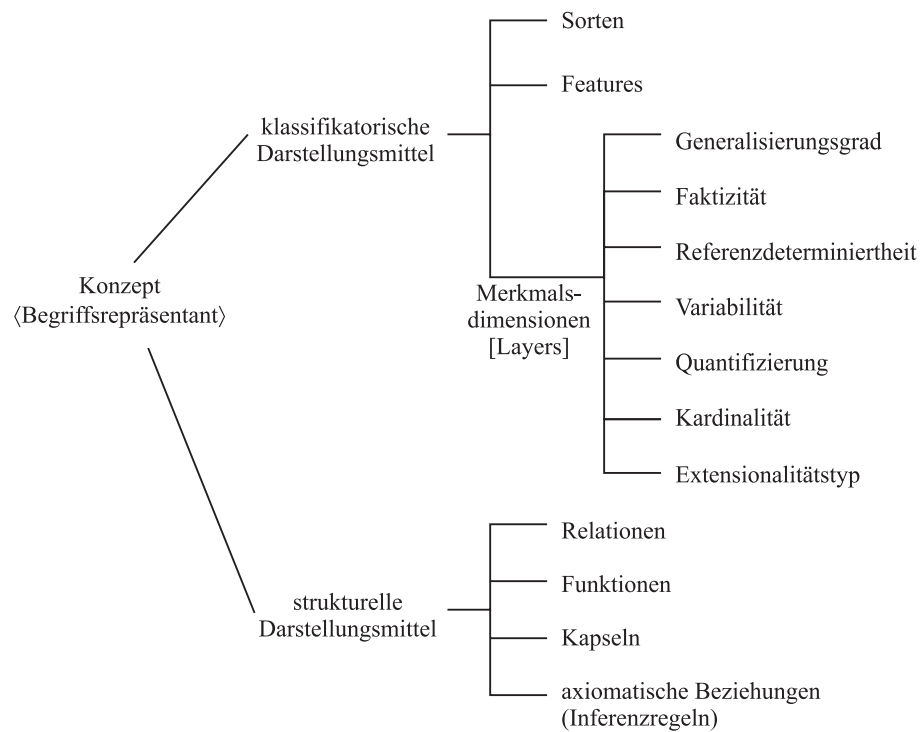 Sorten
Features
klassifikatorische
Darstellungsmittel
Generalisierungsgrad
Faktizität
Referenzdeterminiertheit
Variabilität
Quantifizierung
Kardinalität
Extensionalitätstyp
Merkmals-
dimensionen
[Layers]
Konzept
⟨Begriffsrepräsentant⟩
strukturelle
Darstellungsmittel
Relationen
Funktionen
Kapseln
axiomatische Beziehungen
(Inferenzregeln)